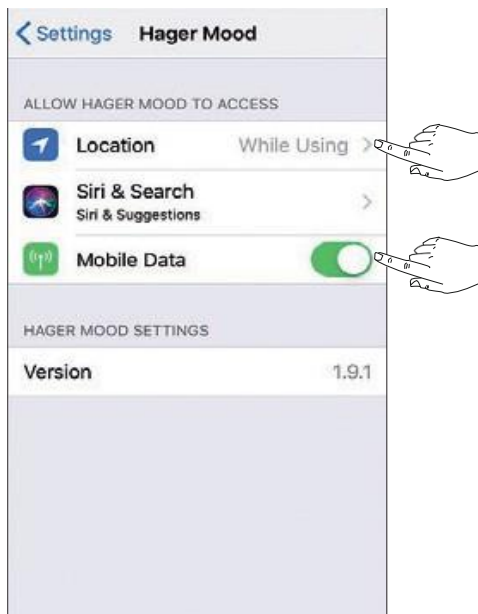 Settings Hager Mood
ALLOW HAGER MOOD TO ACCESS
Location While Using
Siri & Search
Siri & Suggestions
Mobile Data
HAGER MOOD SETTINGS
Version 1.9.1